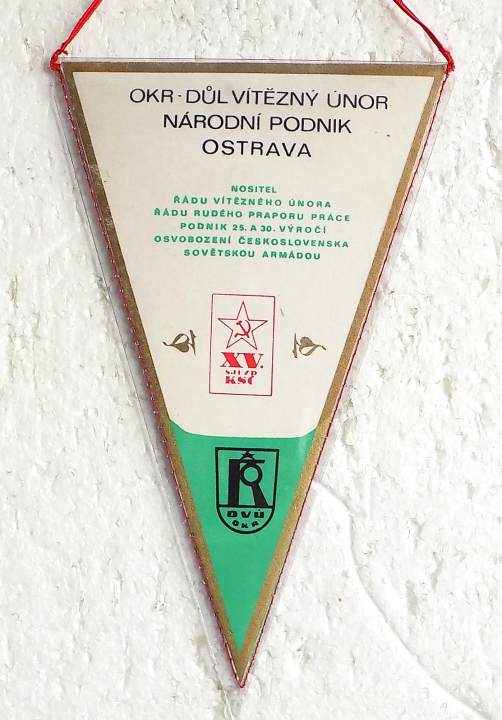 OKR - DŮL VÍTĚZNÝ ÚNOR
NÁRODNÍ PODNIK
OSTRAVA
NOSITEL
ŘÁDU VÍTĚZNÉHO ÚNORA
ŘÁDU RUDÉHO PRAPORU PRÁCE
PODNIK 25. A 30. VÝROČÍ
OSVOBOZENÍ ČESKOSLOVENSKA
SOVĚTSKOU ARMÁDOU
XV.
SJEZD
KSČ
DVÚ
OKR